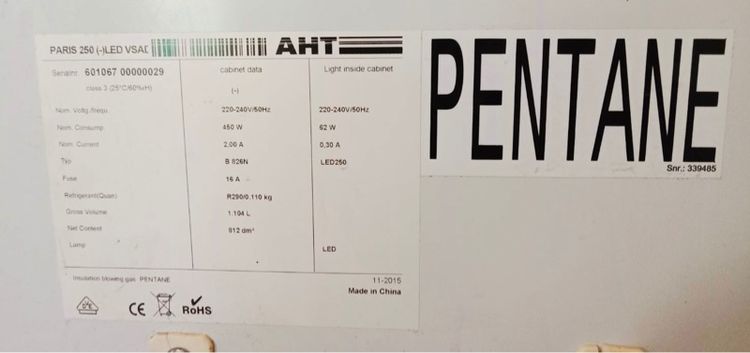 PARIS 250 (-)LED VSAD
AHT
Serialnr. 601067 00000029
class 3 (25°C/60%rH)
cabinet data
Light inside cabinet
(-)
Nom. Voltg./frequ. 220-240V/50Hz 220-240V/50Hz
Nom. Consump. 450 W 62 W
Nom. Current 2,00 A 0,30 A
Typ B 826N LED250
Fuse 16 A
Refrigerant(Quan) R290/0.110 kg
Gross Volume 1.104 L
Net Content 812 dm³
Lamp LED
Insulation blowing gas PENTANE
11-2015
Made in China
CE
RoHS
PENTANE
Snr.: 339485